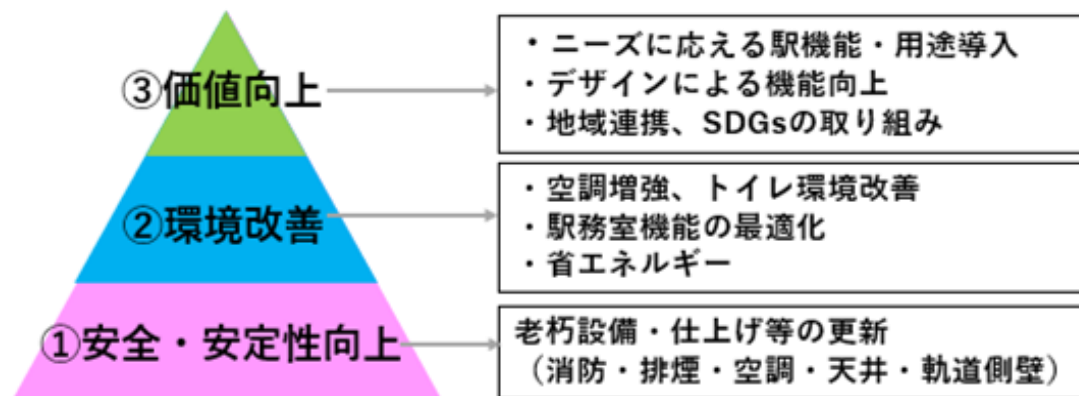 ③価値向上
・ニーズに応える駅機能・用途導入
・デザインによる機能向上
・地域連携、SDGsの取り組み
②環境改善
・空調増強、トイレ環境改善
・駅務室機能の最適化
・省エネルギー
①安全・安定性向上
老朽設備・仕上げ等の更新
（消防・排煙・空調・天井・軌道側壁）